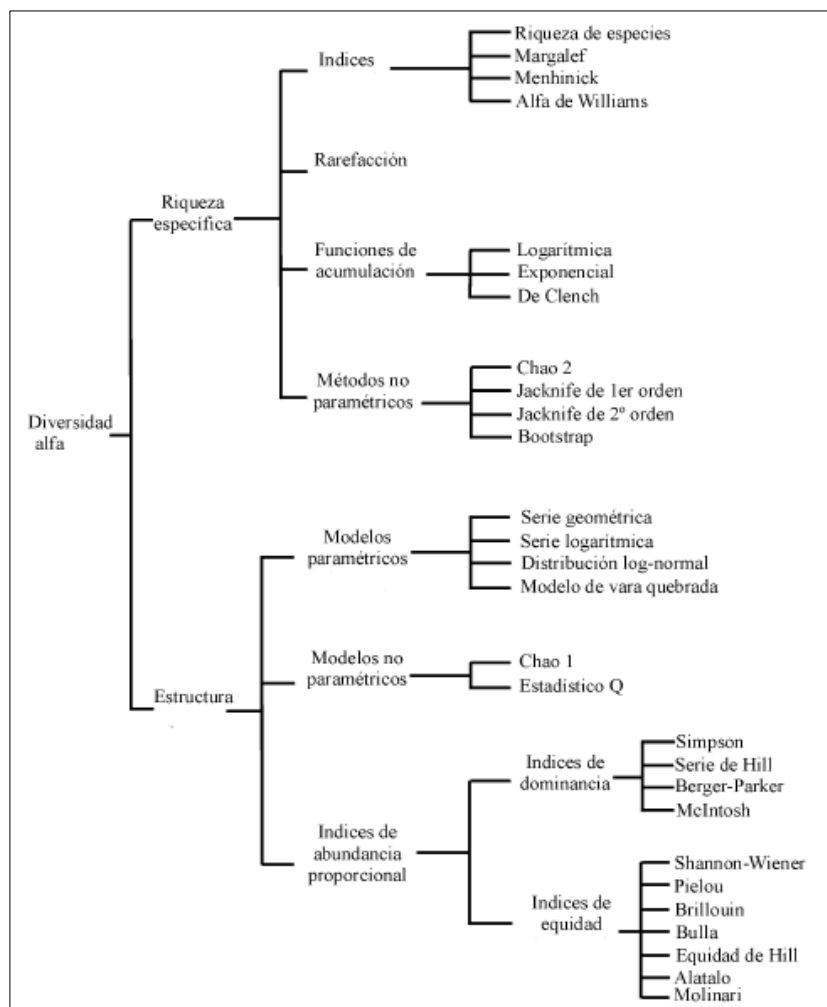 Diversidad
alfa
Riqueza
específica
Indices
Riqueza de especies
Margalef
Menhinick
Alfa de Williams
Rarefacción
Funciones de
acumulación
Logarítmica
Exponencial
De Clench
Métodos no
paramétricos
Chao 2
Jacknife de 1er orden
Jacknife de 2º orden
Bootstrap
Estructura
Modelos
paramétricos
Serie geométrica
Serie logarítmica
Distribución log-normal
Modelo de vara quebrada
Modelos no
paramétricos
Chao 1
Estadístico Q
Indices de
abundancia
proporcional
Indices de
dominancia
Simpson
Serie de Hill
Berger-Parker
McIntosh
Indices de
equidad
Shannon-Wiener
Pielou
Brillouin
Bulla
Equidad de Hill
Alatalo
Molinari